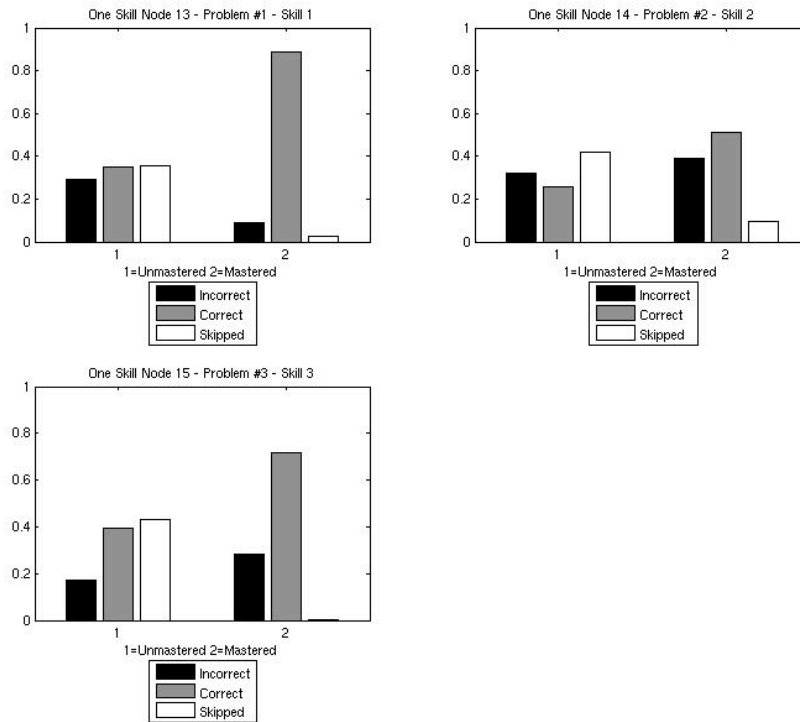 One Skill Node 13 - Problem #1 - Skill 1
1
0.8
0.6
0.4
0.2
0
1 2
1=Unmastered 2=Mastered
Incorrect
Correct
Skipped
One Skill Node 14 - Problem #2 - Skill 2
1
0.8
0.6
0.4
0.2
0
1 2
1=Unmastered 2=Mastered
Incorrect
Correct
Skipped
One Skill Node 15 - Problem #3 - Skill 3
1
0.8
0.6
0.4
0.2
0
1 2
1=Unmastered 2=Mastered
Incorrect
Correct
Skipped